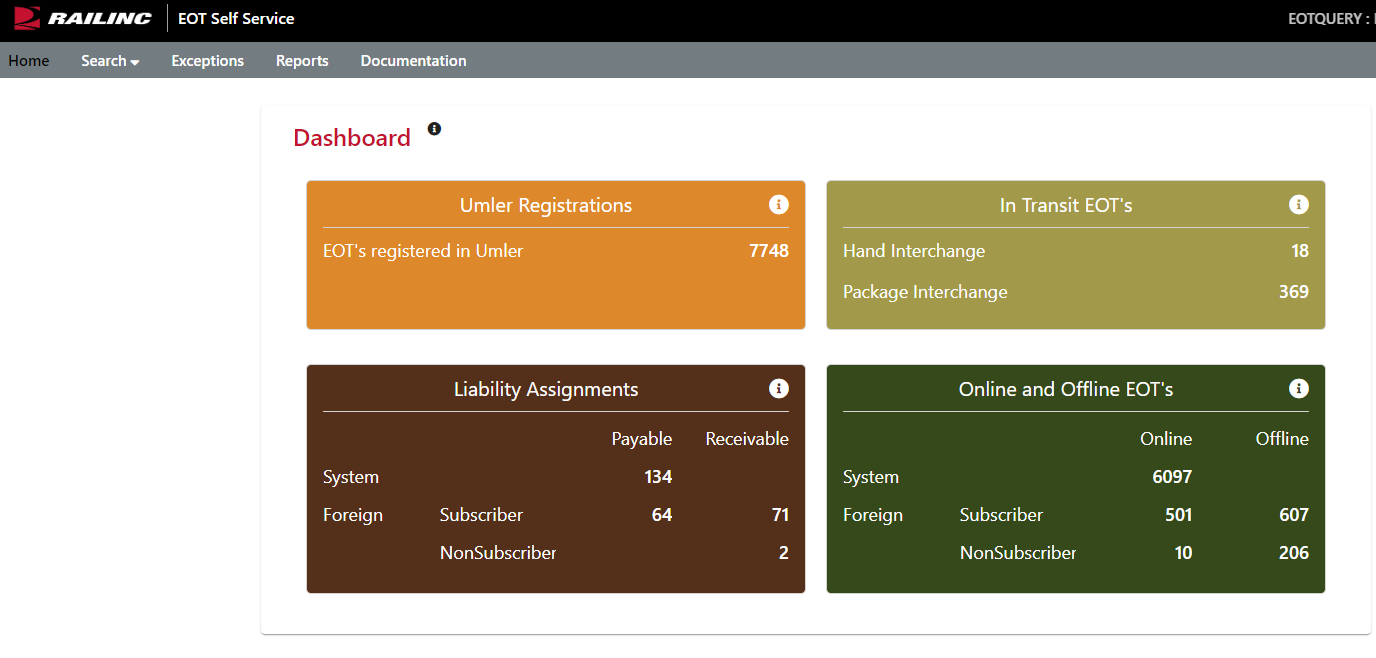 RAILINC EOT Self Service EOTQUERY :
Home Search Exceptions Reports Documentation
Dashboard
Umler Registrations
EOT's registered in Umler 7748
In Transit EOT's
Hand Interchange 18
Package Interchange 369
Liability Assignments
Payable Receivable
System 134
Foreign Subscriber 64 71
NonSubscriber 2
Online and Offline EOT's
Online Offline
System 6097
Foreign Subscriber 501 607
NonSubscriber 10 206